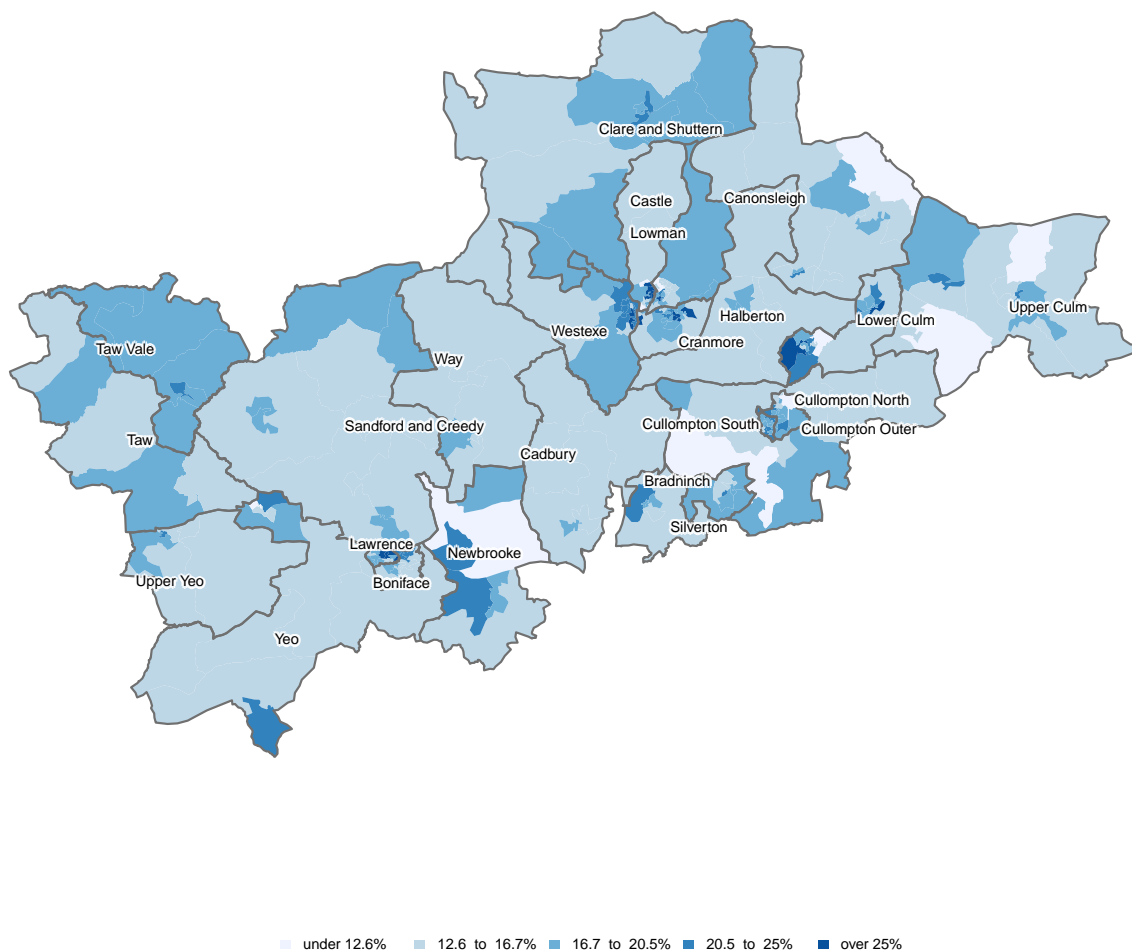 Clare and Shuttern
Castle
Canonsleigh
Lowman
Upper Culm
Halberton
Lower Culm
Westexe
Cranmore
Taw Vale
Way
Cullompton North
Sandford and Creedy
Cullompton South
Cullompton Outer
Taw
Cadbury
Bradninch
Silverton
Lawrence
Newbrooke
Upper Yeo
Boniface
Yeo
under 12.6% 12.6 to 16.7% 16.7 to 20.5% 20.5 to 25% over 25%